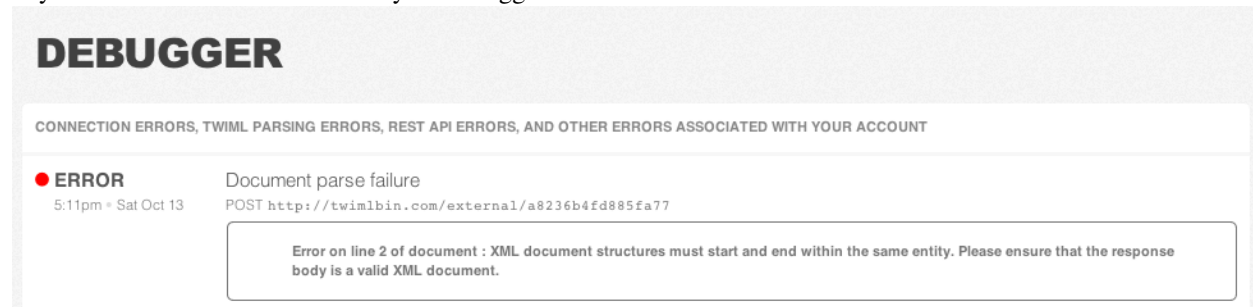 DEBUGGER
CONNECTION ERRORS, TWIML PARSING ERRORS, REST API ERRORS, AND OTHER ERRORS ASSOCIATED WITH YOUR ACCOUNT
ERROR Document parse failure
5:11pm • Sat Oct 13 POST http://twimlbin.com/external/a8236b4fd885fa77
Error on line 2 of document : XML document structures must start and end within the same entity. Please ensure that the response
body is a valid XML document.